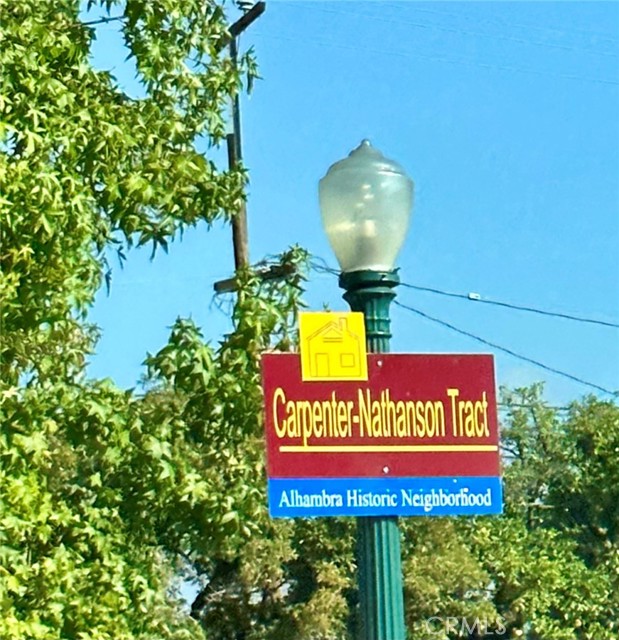 Carpenter-Nathanson Tract
Alhambra Historic Neighborhood
CRMLS